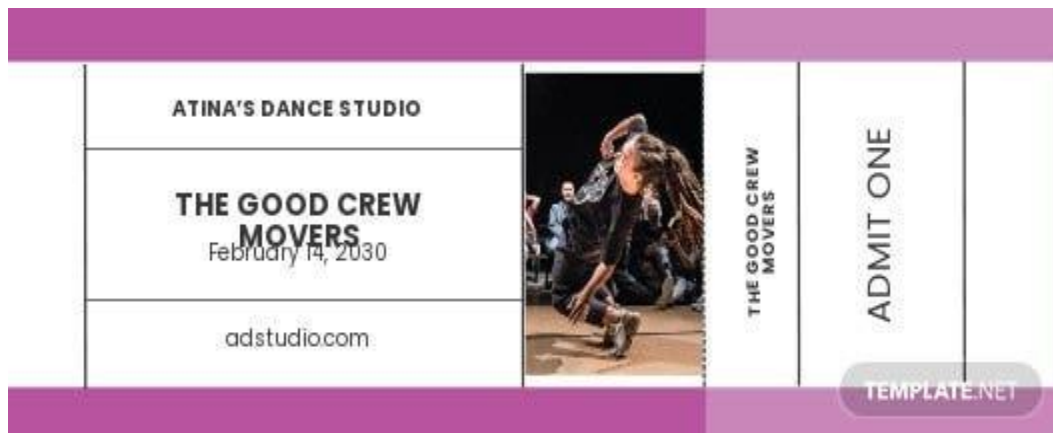 ATINA'S DANCE STUDIO
THE GOOD CREW
MOVERS
February 14, 2030
adstudio.com
THE GOOD CREW
MOVERS
ADMIT ONE
TEMPLATE.NET